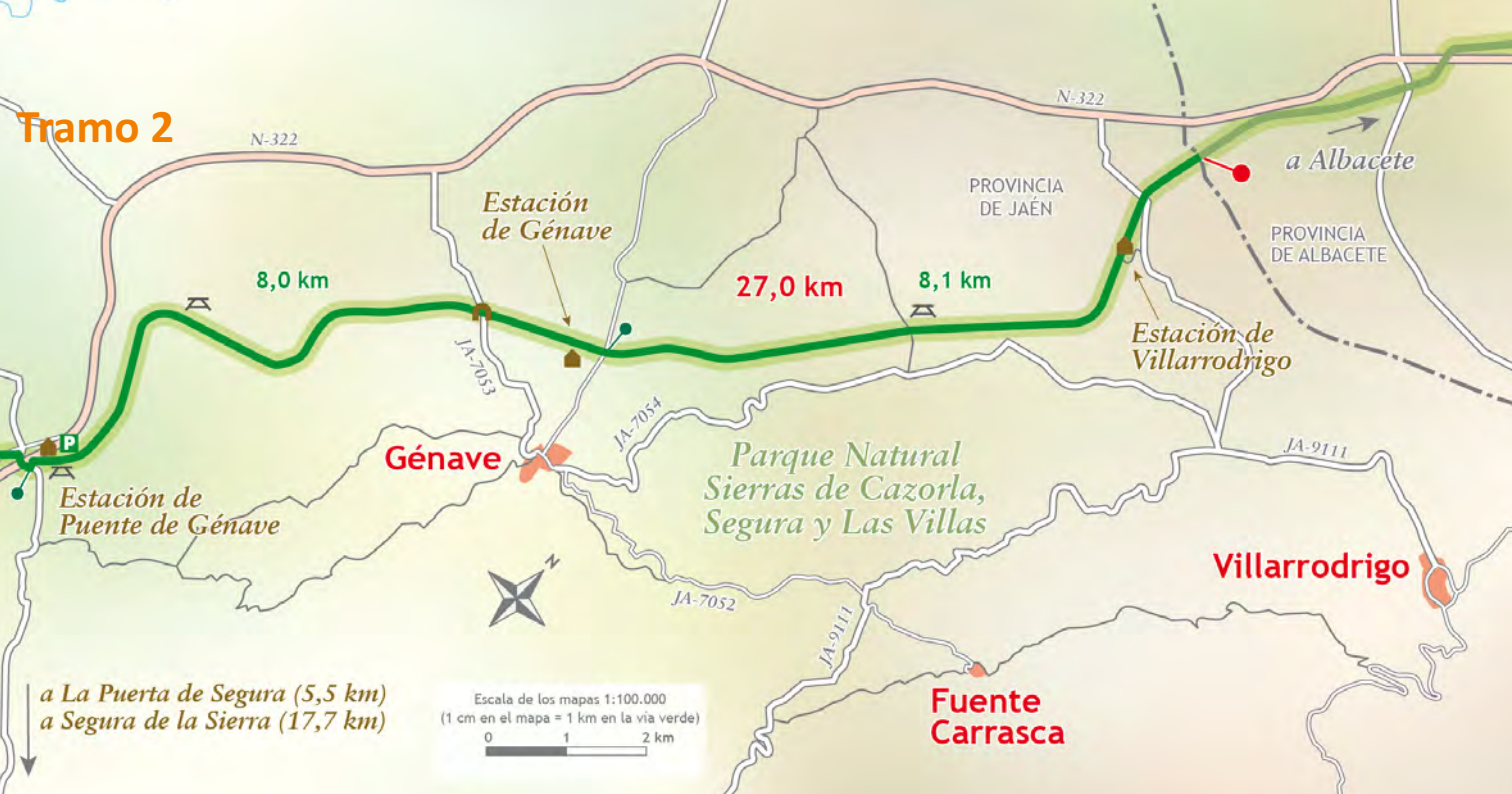 Tramo 2
N-322
N-322
a Albacete
PROVINCIA
DE JAÉN
PROVINCIA
DE ALBACETE
Estación
de Génave
8,0 km
27,0 km
8,1 km
Estación de
Villarrodrigo
JA-7053
JA-7054
P
Génave
Parque Natural
Sierras de Cazorla,
Segura y Las Villas
JA-9111
Estación de
Puente de Génave
N
Villarrodrigo
JA-7052
JA-9111
a La Puerta de Segura (5,5 km)
a Segura de la Sierra (17,7 km)
Escala de los mapas 1:100.000
(1 cm en el mapa = 1 km en la vía verde)
0 1 2 km
Fuente
Carrasca